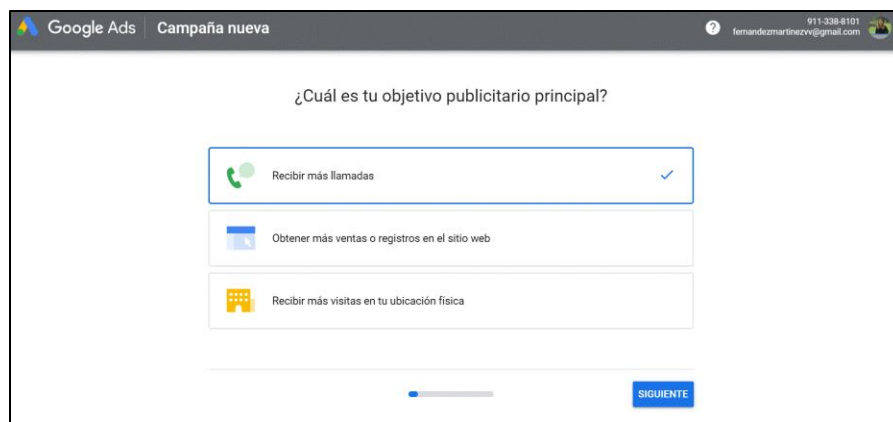 Google Ads Campaña nueva
911-338-8101
fernandezmartinezvv@gmail.com
¿Cuál es tu objetivo publicitario principal?
Recibir más llamadas
Obtener más ventas o registros en el sitio web
Recibir más visitas en tu ubicación física
SIGUIENTE